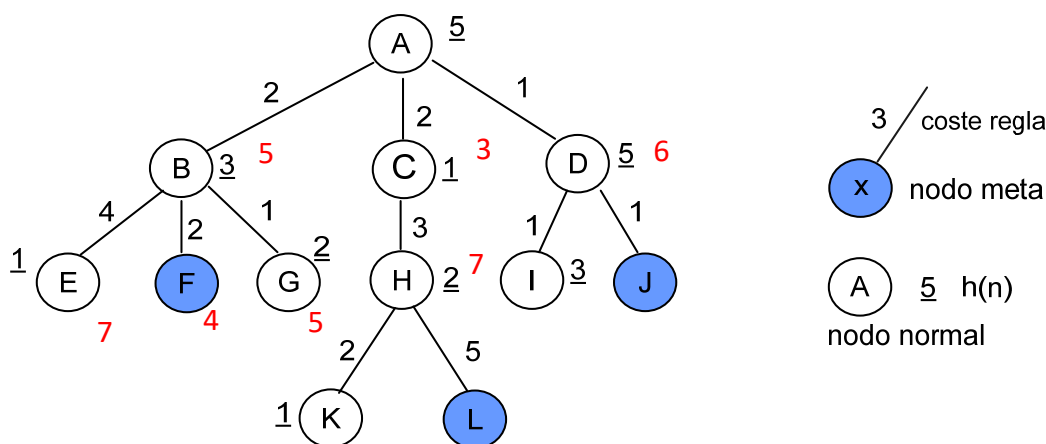 A 5
2 2 1
B 3 5 C 1 3 D 5 6
3 coste regla
x nodo meta
4 2 1 3 1 1
1 E 7 F 4 G 2 5 H 2 7 I 3 J
A 5 h(n)
nodo normal
2 5
1 K L